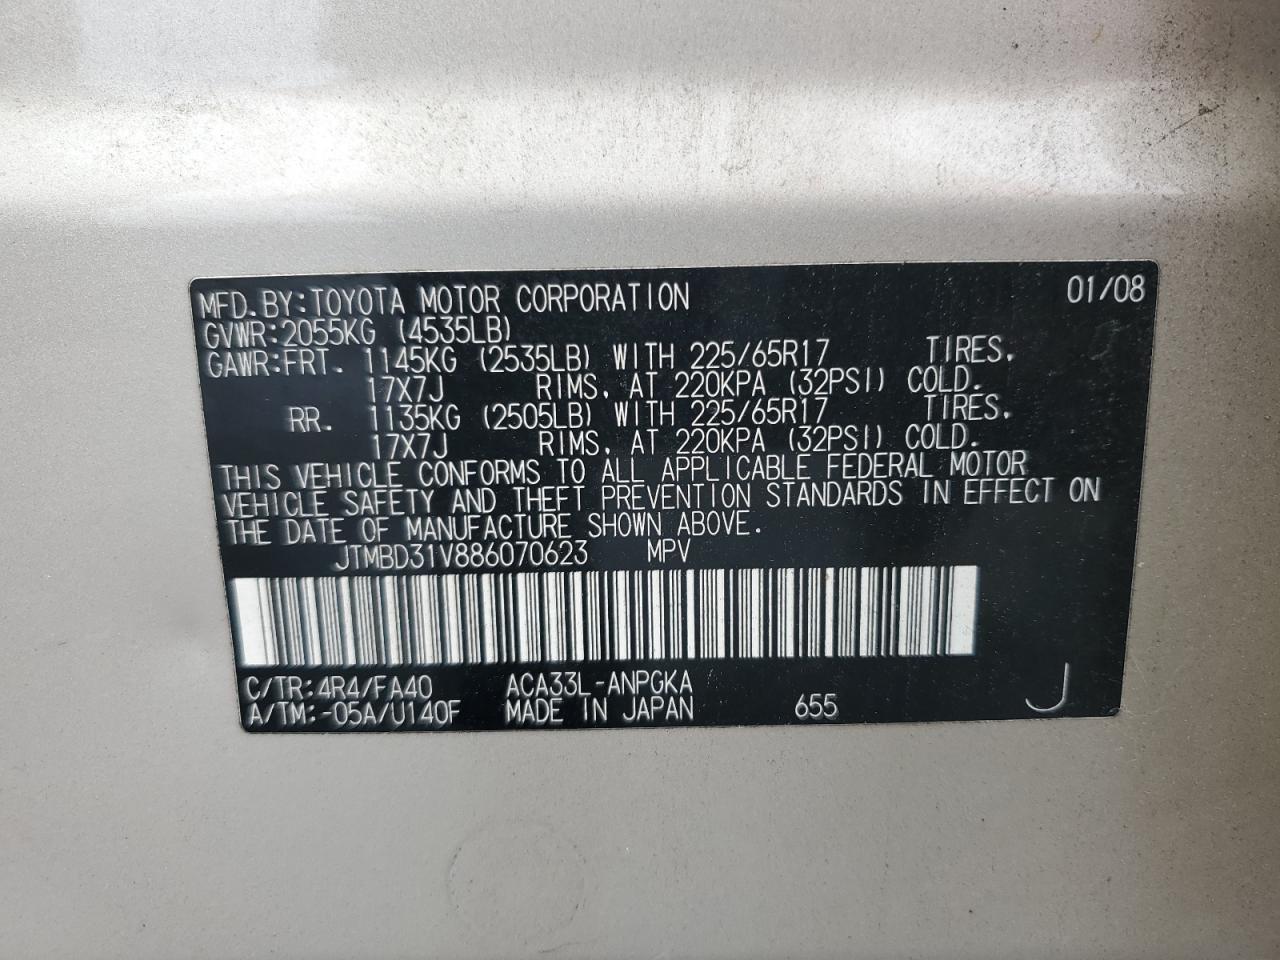 MFD. BY: TOYOTA MOTOR CORPORATION 01/08
GVWR: 2055KG (4535LB)
GAWR: FRT. 1145KG (2535LB) WITH 225/65R17 TIRES.
17X7J RIMS, AT 220KPA (32PSI) COLD.
RR. 1135KG (2505LB) WITH 225/65R17 TIRES.
17X7J RIMS, AT 220KPA (32PSI) COLD.
THIS VEHICLE CONFORMS TO ALL APPLICABLE FEDERAL MOTOR
VEHICLE SAFETY AND THEFT PREVENTION STANDARDS IN EFFECT ON
THE DATE OF MANUFACTURE SHOWN ABOVE.
JTMBD31V886070623 MPV
C/TR: 4R4/FA40 ACA33L-ANPGKA
A/TM: -05A/U140F MADE IN JAPAN 655 J